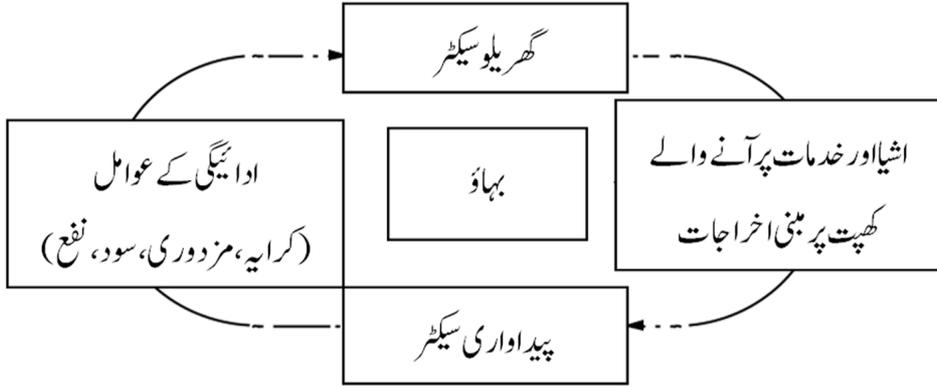 گھریلو سیکٹر
اشیا اور خدمات پر آنے والے
کھپت پر مبنی اخراجات
بہاؤ
ادائیگی کے عوامل
(کرایہ، مزدوری، سود، نفع)
پیداواری سیکٹر